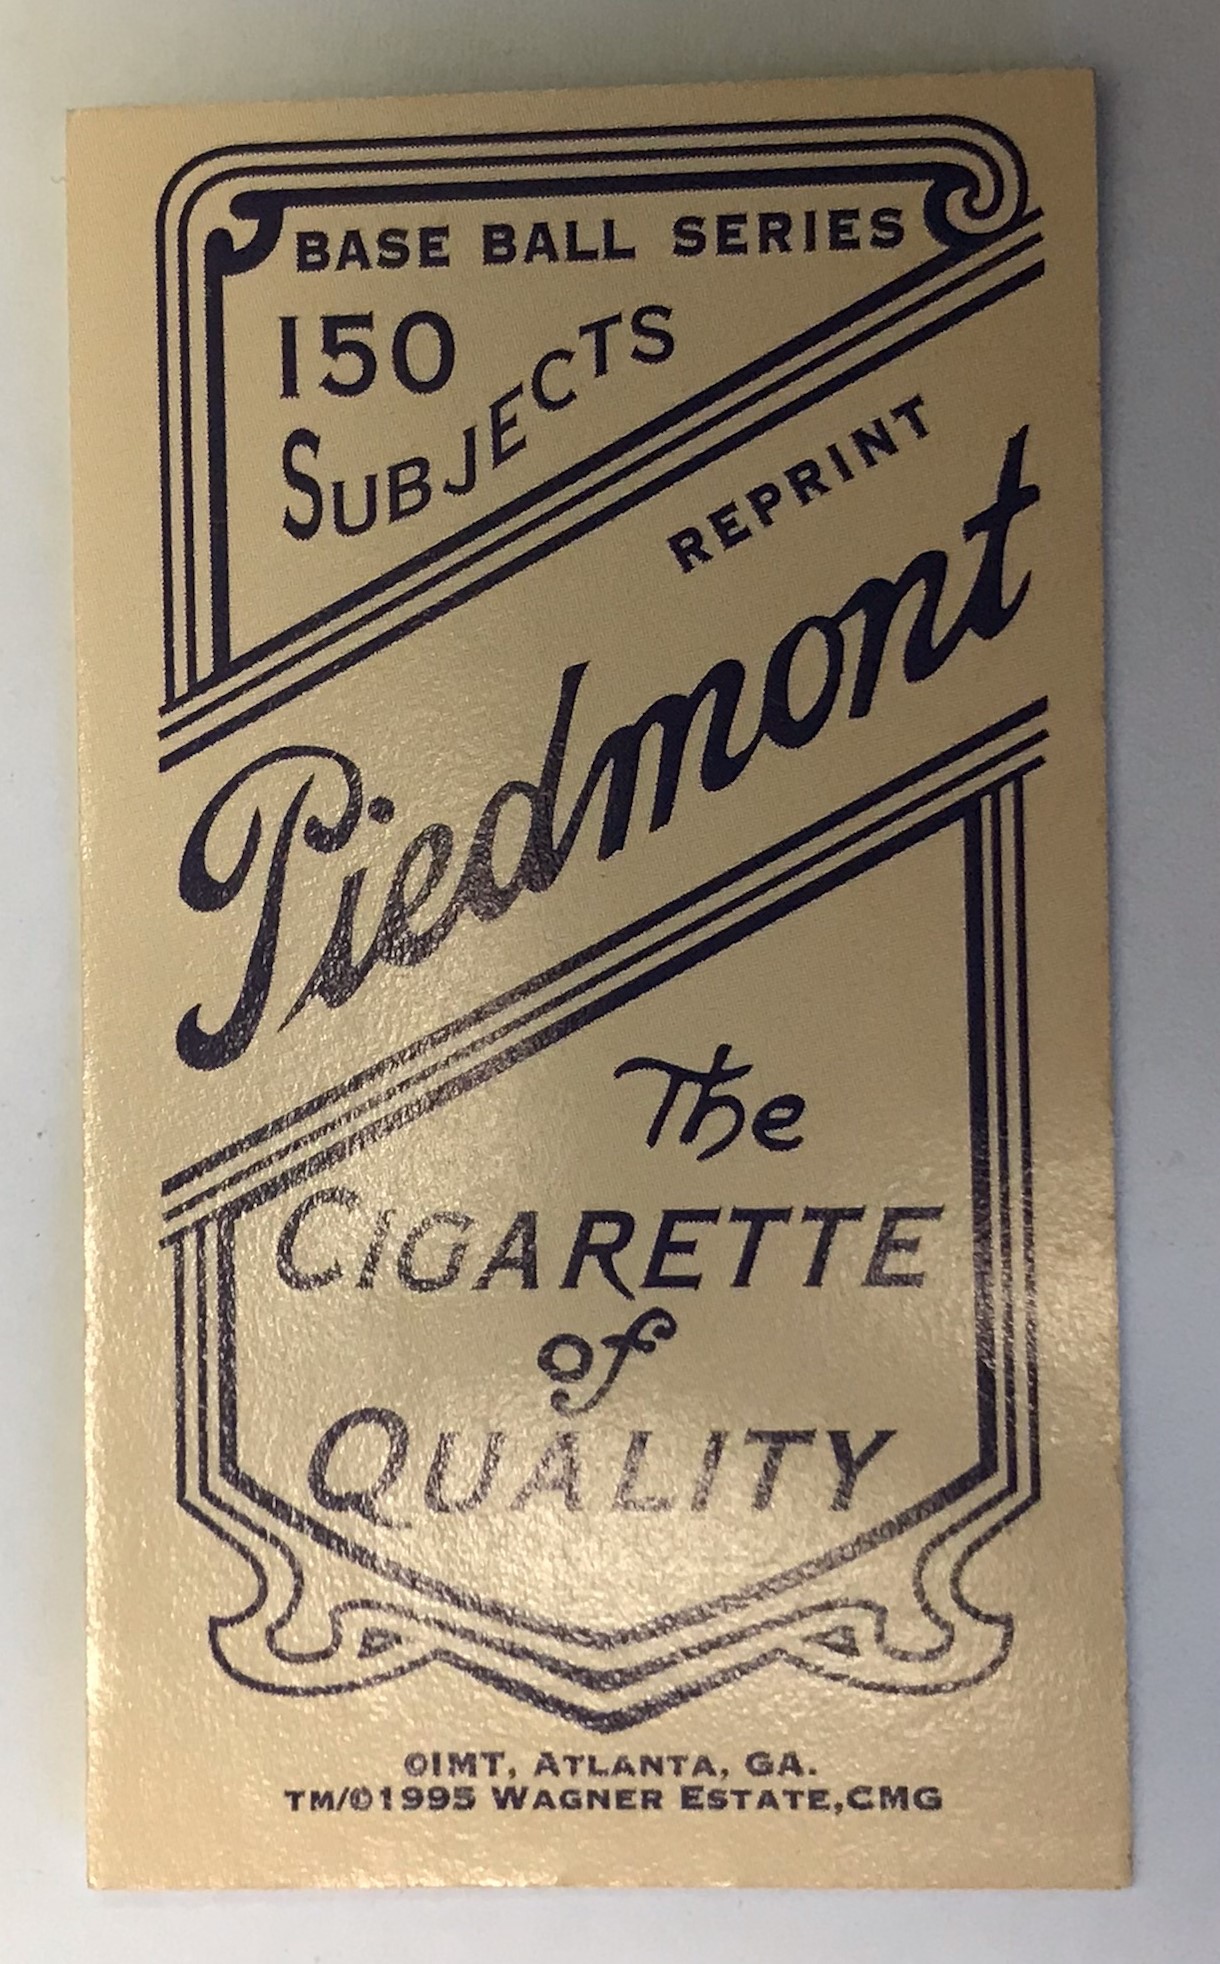 BASE BALL SERIES
150
SUBJECTS
REPRINT
Piedmont
The
CIGARETTE
of
QUALITY
©IMT, ATLANTA, GA.
TM/©1995 WAGNER ESTATE,CMG